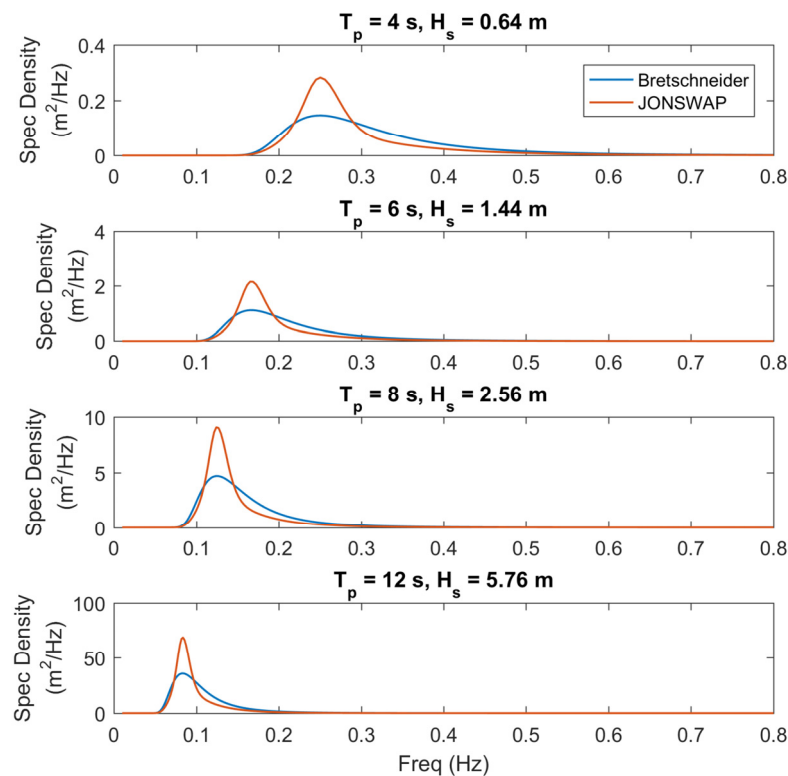 T_p = 4 s, H_s = 0.64 m
Spec Density
(m^2/Hz)
0.4
0.2
0
Bretschneider
JONSWAP
0 0.1 0.2 0.3 0.4 0.5 0.6 0.7 0.8
T_p = 6 s, H_s = 1.44 m
Spec Density
(m^2/Hz)
4
2
0
0 0.1 0.2 0.3 0.4 0.5 0.6 0.7 0.8
T_p = 8 s, H_s = 2.56 m
Spec Density
(m^2/Hz)
10
5
0
0 0.1 0.2 0.3 0.4 0.5 0.6 0.7 0.8
T_p = 12 s, H_s = 5.76 m
Spec Density
(m^2/Hz)
100
50
0
0 0.1 0.2 0.3 0.4 0.5 0.6 0.7 0.8
Freq (Hz)